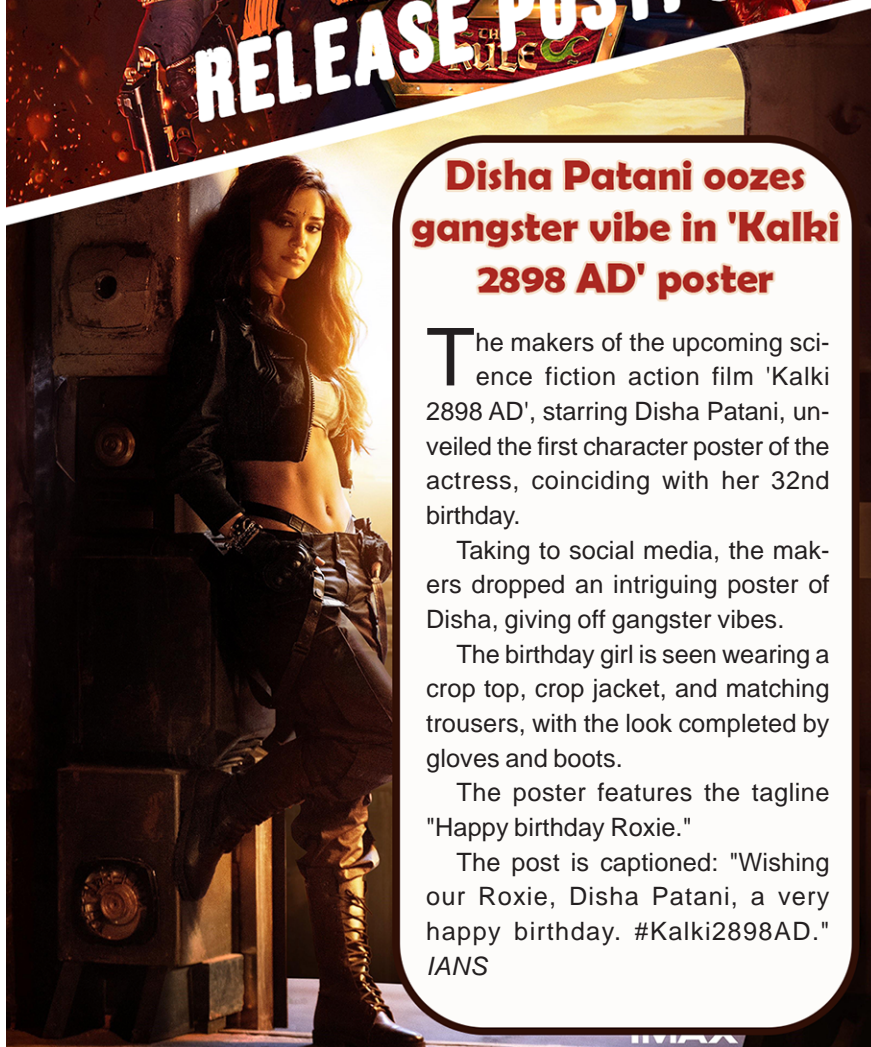 RELEASE
THE
RULE
Disha Patani oozes
gangster vibe in 'Kalki
2898 AD' poster
The makers of the upcoming sci-
ence fiction action film 'Kalki
2898 AD', starring Disha Patani, un-
veiled the first character poster of the
actress, coinciding with her 32nd
birthday.
Taking to social media, the mak-
ers dropped an intriguing poster of
Disha, giving off gangster vibes.
The birthday girl is seen wearing a
crop top, crop jacket, and matching
trousers, with the look completed by
gloves and boots.
The poster features the tagline
"Happy birthday Roxie."
The post is captioned: "Wishing
our Roxie, Disha Patani, a very
happy birthday. #Kalki2898AD."
IANS
IMAX